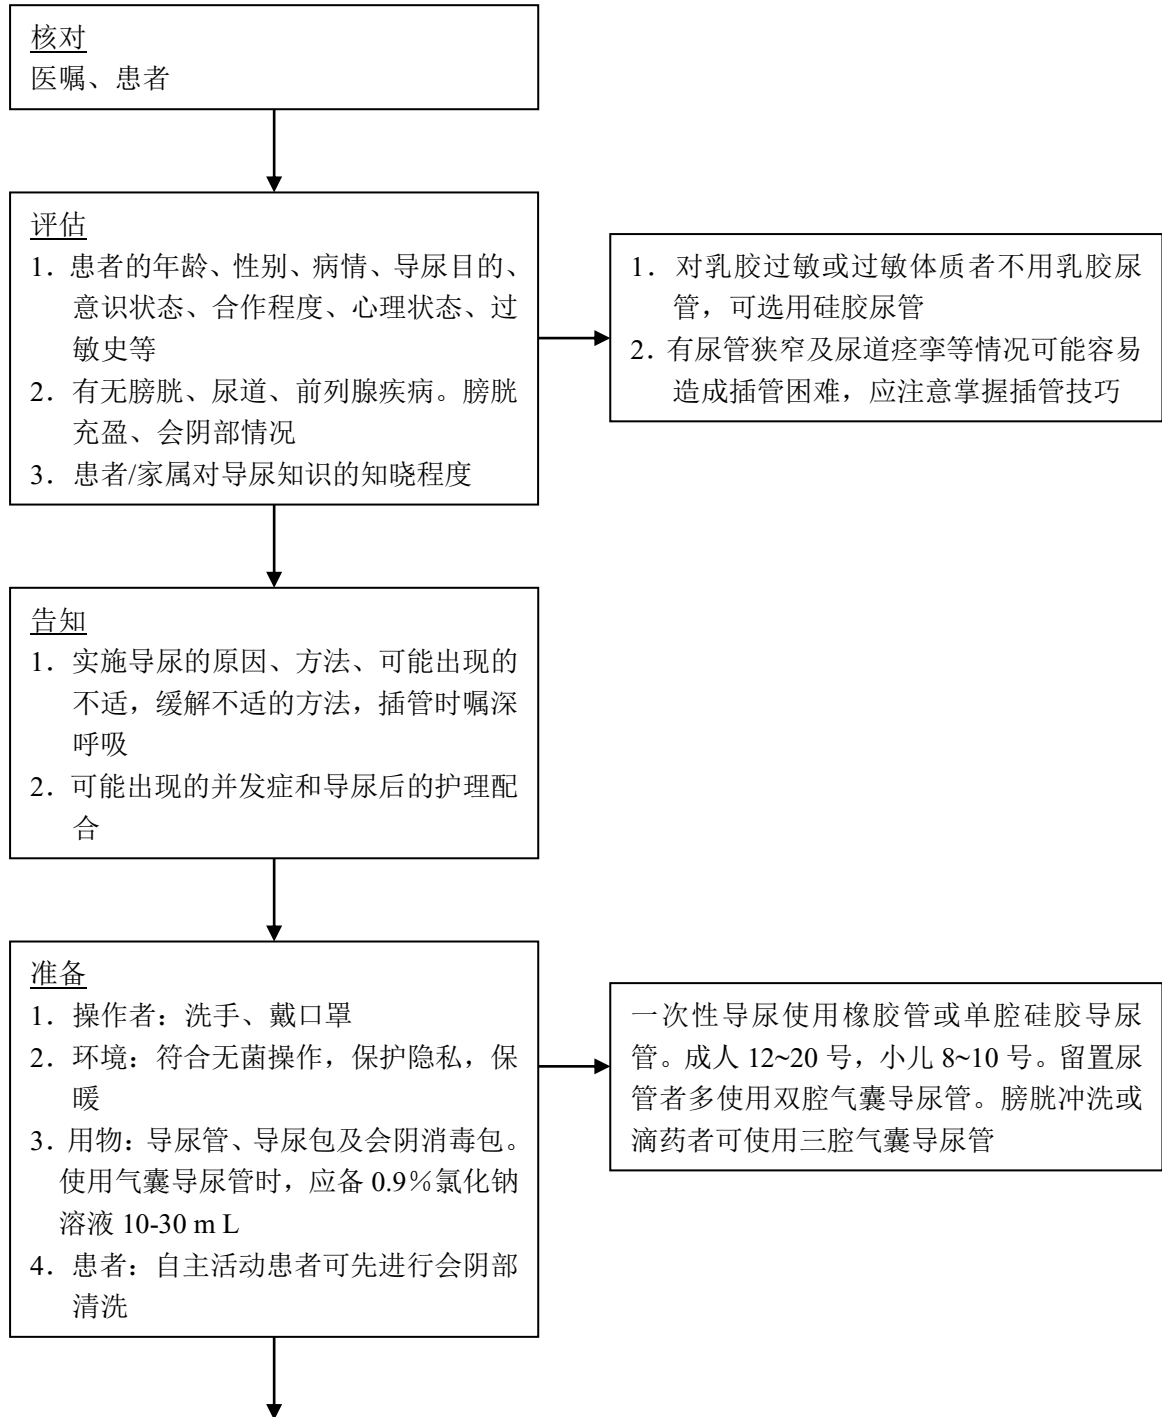 核对
医嘱、患者
评估
1．患者的年龄、性别、病情、导尿目的、
意识状态、合作程度、心理状态、过
敏史等
2．有无膀胱、尿道、前列腺疾病。膀胱
充盈、会阴部情况
3．患者/家属对导尿知识的知晓程度
1．对乳胶过敏或过敏体质者不用乳胶尿
管，可选用硅胶尿管
2．有尿管狭窄及尿道痉挛等情况可能容易
造成插管困难，应注意掌握插管技巧
告知
1．实施导尿的原因、方法、可能出现的
不适，缓解不适的方法，插管时嘱深
呼吸
2．可能出现的并发症和导尿后的护理配
合
准备
1．操作者：洗手、戴口罩
2．环境：符合无菌操作，保护隐私，保
暖
3．用物：导尿管、导尿包及会阴消毒包。
使用气囊导尿管时，应备 0.9％氯化钠
溶液 10-30 m L
4．患者：自主活动患者可先进行会阴部
清洗
一次性导尿使用橡胶管或单腔硅胶导尿
管。成人 12~20 号，小儿 8~10 号。留置尿
管者多使用双腔气囊导尿管。膀胱冲洗或
滴药者可使用三腔气囊导尿管